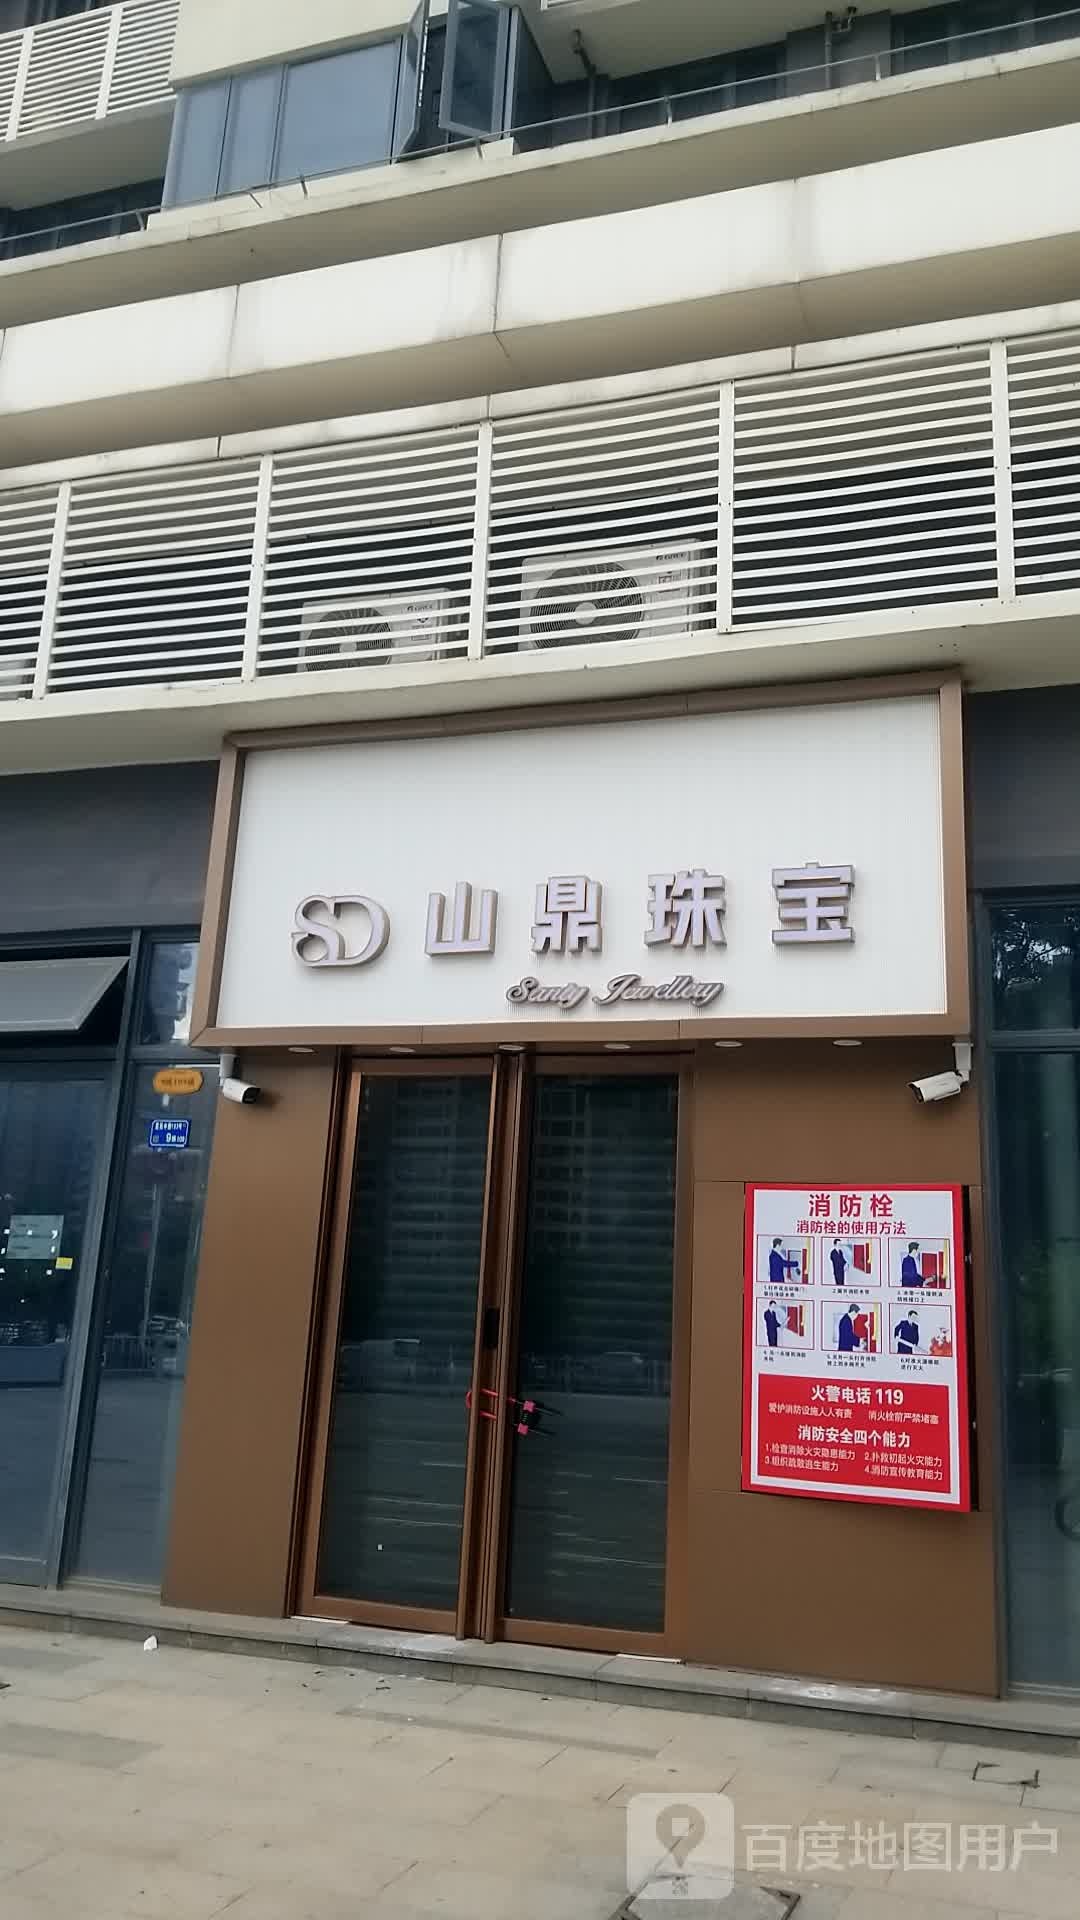 SD 山鼎珠宝
Santy Jewellery
消防栓
消防栓的使用方法
火警电话 119
爱护消防设施人人有责 消火栓前严禁堵塞
消防安全四个能力
1.检查消除火灾隐患能力 2.扑救初起火灾能力
3.组织疏散逃生能力 4.消防宣传教育能力
百度地图用户